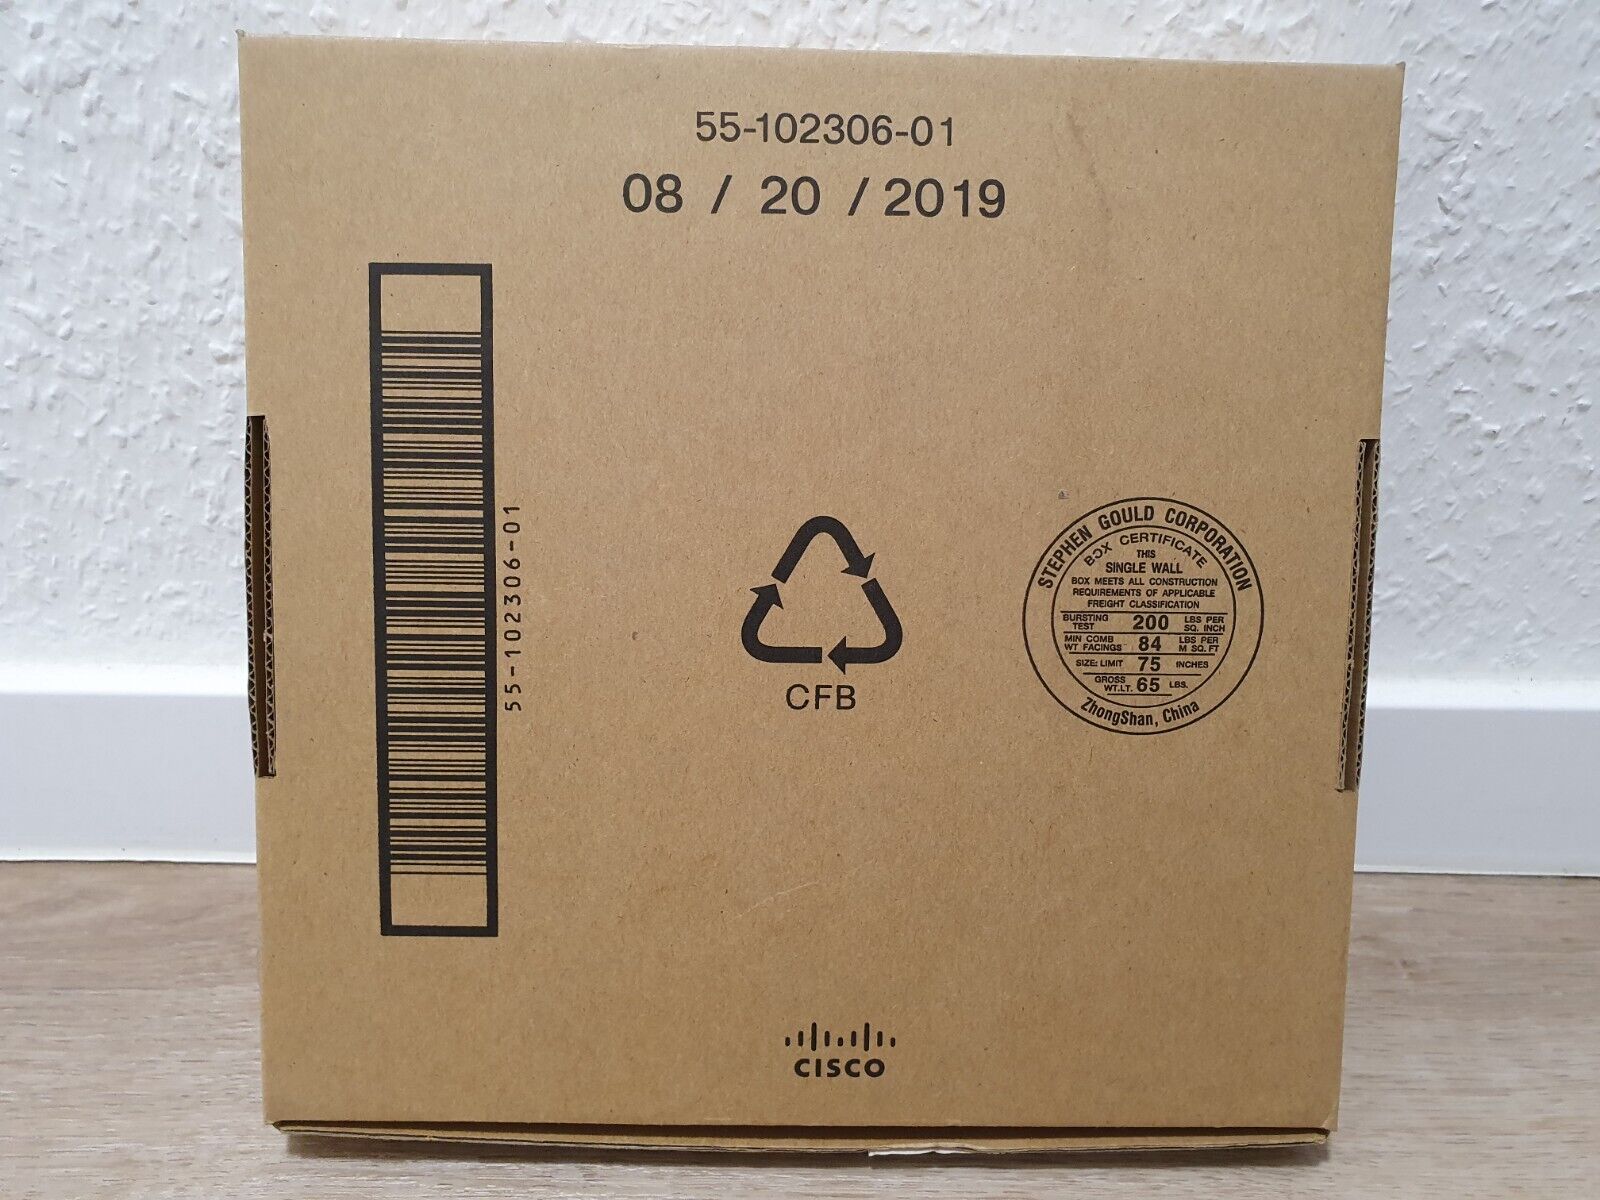 55-102306-01
08 / 20 / 2019
55-102306-01
CFB
STEPHEN GOULD CORPORATION
BOX CERTIFICATE
THIS
SINGLE WALL
BOX MEETS ALL CONSTRUCTION
REQUIREMENTS OF APPLICABLE
FREIGHT CLASSIFICATION
BURSTING TEST 200 LBS PER SQ. INCH
MIN COMB WT FACINGS 84 LBS PER M SQ. FT
SIZE: LIMIT 75 INCHES
GROSS WT.LT. 65 LBS.
ZhongShan, China
CISCO